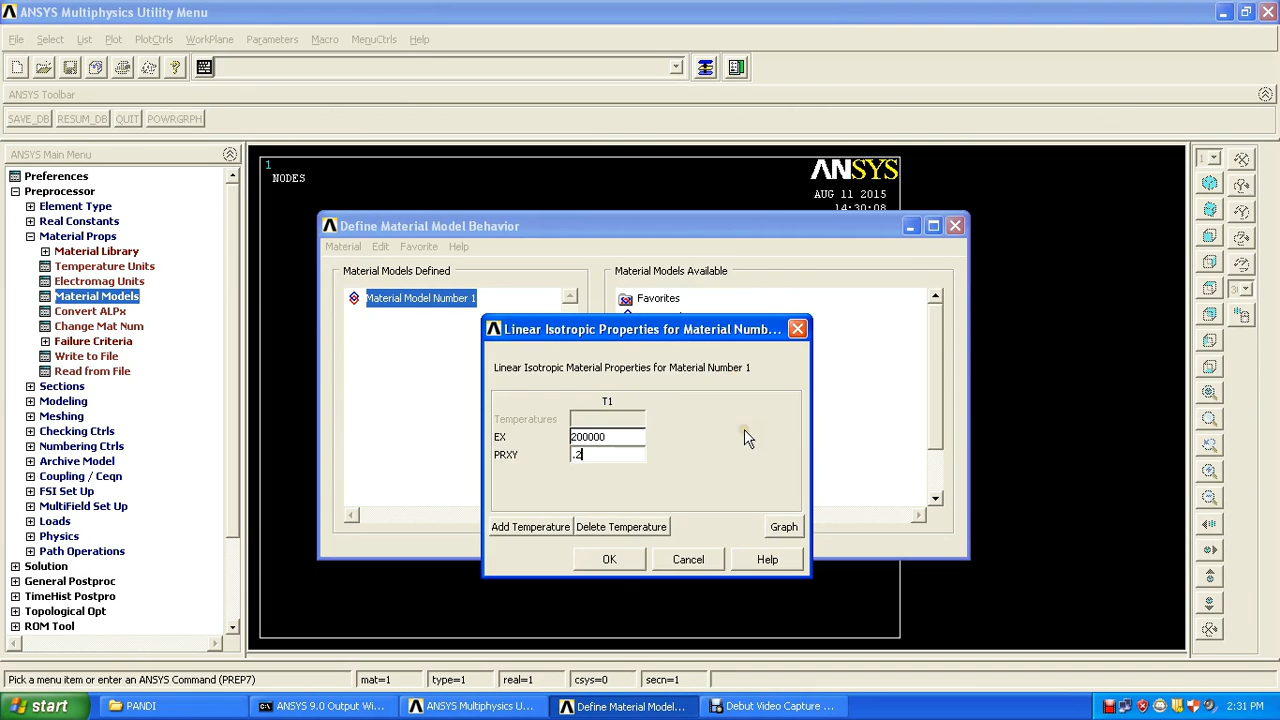 ANSYS Multiphysics Utility Menu
File Select List Plot PlotCtrls WorkPlane Parameters Macro MenuCtrls Help
ANSYS Toolbar
SAVE_DB RESUM_DB QUIT POWRGRPH
ANSYS Main Menu
Preferences
Preprocessor
Element Type
Real Constants
Material Props
Material Library
Temperature Units
Electromag Units
Material Models
Convert ALPx
Change Mat Num
Failure Criteria
Write to File
Read from File
Sections
Modeling
Meshing
Checking Ctrls
Numbering Ctrls
Archive Model
Coupling / Ceqn
FSI Set Up
MultiField Set Up
Loads
Physics
Path Operations
Solution
General Postproc
TimeHist Postpro
Topological Opt
ROM Tool
1
NODES
ANSYS
AUG 11 2015
14:30:08
Define Material Model Behavior
Material Edit Favorite Help
Material Models Defined
Material Model Number 1
Material Models Available
Favorites
Linear Isotropic Properties for Material Numb...
Linear Isotropic Material Properties for Material Number 1
T1
Temperatures
EX 200000
PRXY .2
Add Temperature Delete Temperature Graph
OK Cancel Help
1
Pick a menu item or enter an ANSYS Command (PREP7) mat=1 type=1 real=1 csys=0 secn=1
start PANDI ANSYS 9.0 Output Wi... ANSYS Multiphysics U... Define Material Model... Debut Video Capture ... 2:31 PM